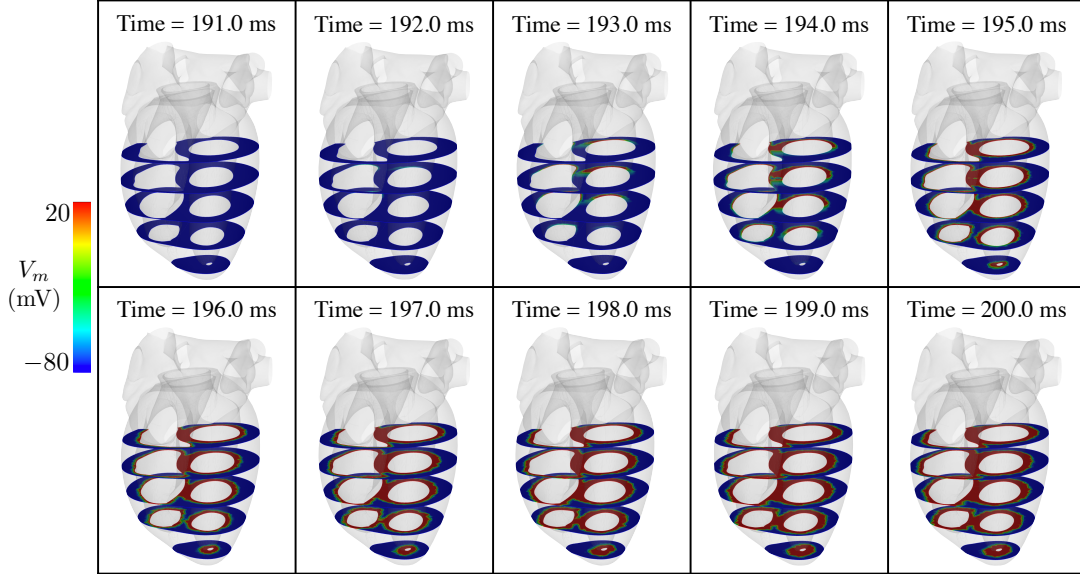 Time = 191.0 ms
Time = 192.0 ms
Time = 193.0 ms
Time = 194.0 ms
Time = 195.0 ms
20
V_m
(mV)
−80
Time = 196.0 ms
Time = 197.0 ms
Time = 198.0 ms
Time = 199.0 ms
Time = 200.0 ms